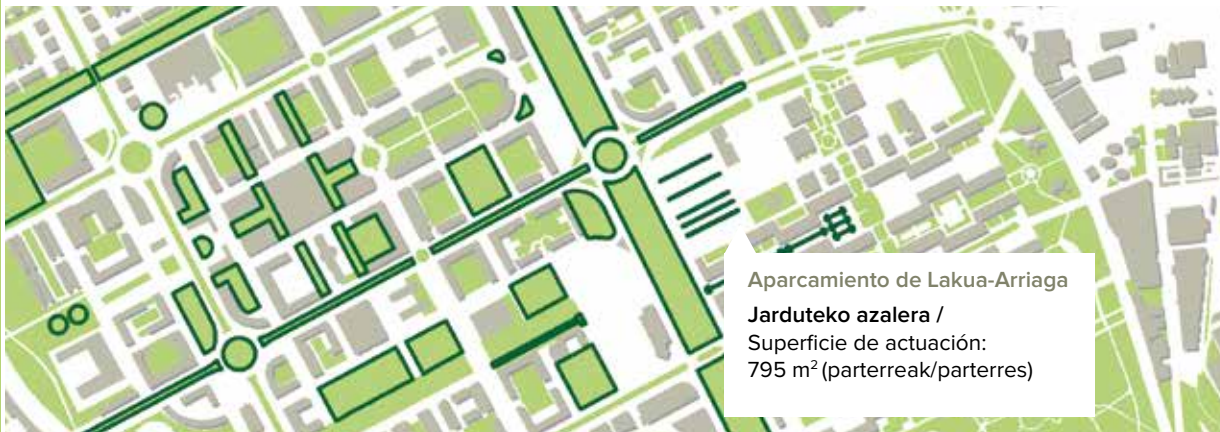 Aparcamiento de Lakua-Arriaga
Jarduteko azalera /
Superficie de actuación:
795 m² (parterreak/parterres)